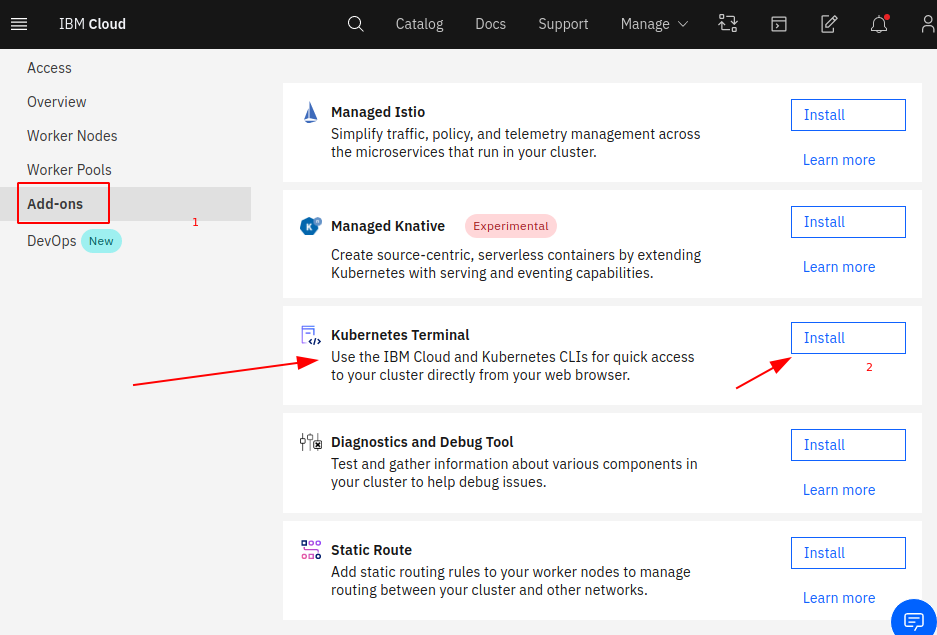 IBM Cloud
Catalog
Docs
Support
Manage
Access
Overview
Worker Nodes
Worker Pools
Add-ons
1
DevOps New
Managed Istio
Simplify traffic, policy, and telemetry management across
the microservices that run in your cluster.
Install
Learn more
Managed Knative Experimental
Create source-centric, serverless containers by extending
Kubernetes with serving and eventing capabilities.
Install
Learn more
Kubernetes Terminal
Use the IBM Cloud and Kubernetes CLIs for quick access
to your cluster directly from your web browser.
Install
2
Diagnostics and Debug Tool
Test and gather information about various components in
your cluster to help debug issues.
Install
Learn more
Static Route
Add static routing rules to your worker nodes to manage
routing between your cluster and other networks.
Install
Learn more